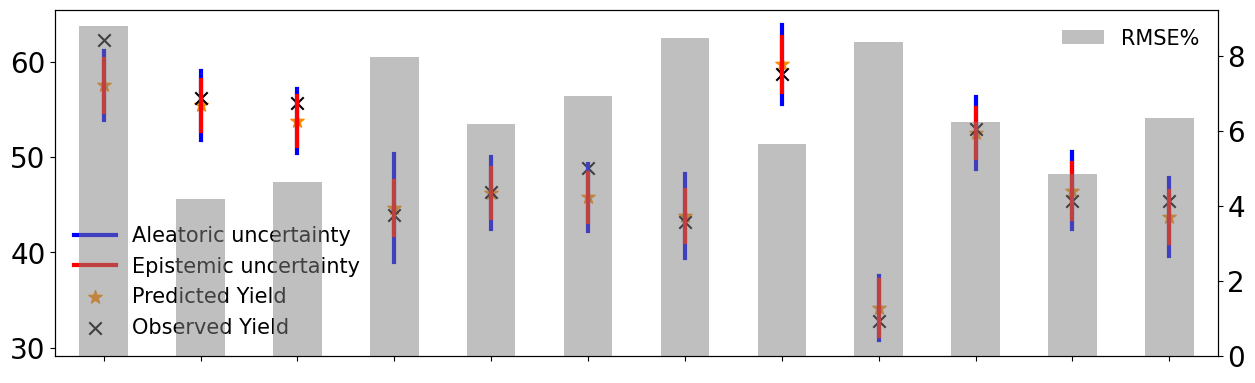 60
50
40
30
RMSE%
8
6
4
2
0
Aleatoric uncertainty
Epistemic uncertainty
Predicted Yield
Observed Yield